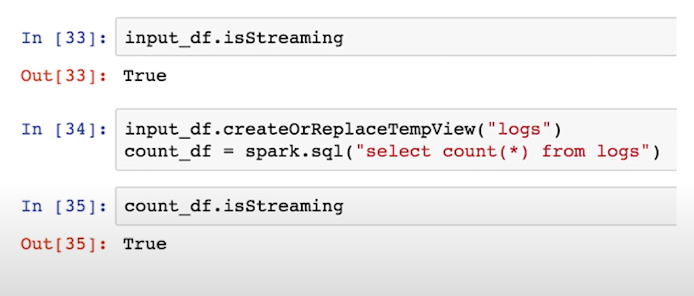 In [33]: input_df.isStreaming
Out[33]: True
In [34]: input_df.createOrReplaceTempView("logs")
count_df = spark.sql("select count(*) from logs")
In [35]: count_df.isStreaming
Out[35]: True